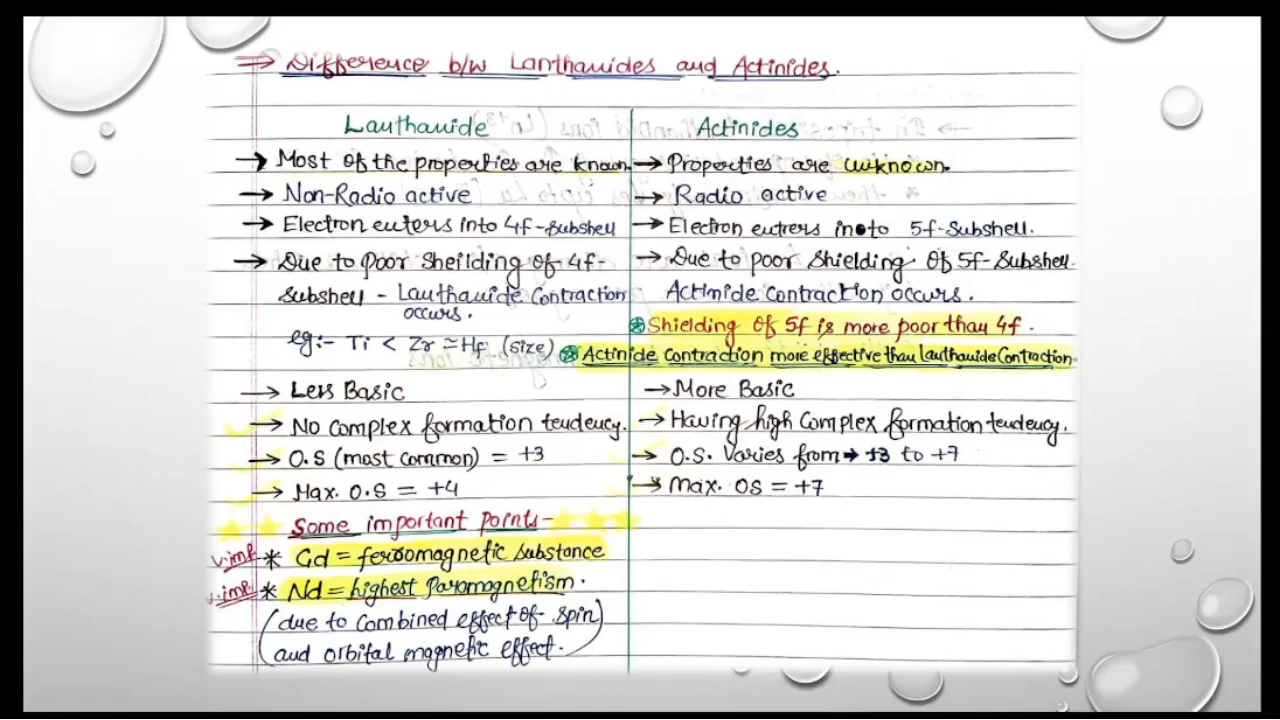 ⇒ Difference b/w Lanthanides and Actinides.
Lanthanide
→ Most of the properties are known.
→ Non-Radio active
→ Electron enters into 4f-Subshell
→ Due to Poor Sheilding of 4f
Subshell - Lanthanide Contraction
occurs.
eg:- Ti < Zr ≃ Hf (size)
→ Less Basic
→ No complex formation tendency.
→ O.S (most common) = +3
→ Max. O.S = +4
Actinides
→ Properties are unknown.
→ Radio active
→ Electron eutrers into 5f-Subshell.
→ Due to poor Shielding Of 5f-Subshell.
Actinide contraction occurs.
Shielding Of 5f is more poor than 4f.
Actinide contraction more effective than lanthanide Contraction.
→ More Basic
→ Having high Complex formation tendency.
→ O.S. Varies from → +3 to +7
→ Max. OS = +7
Some important points-
v.imp * Gd = ferromagnetic substance
v.imp. * Nd = highest Paramagnetism.
(due to Combined effect of spin
and orbital magnetic effect.)